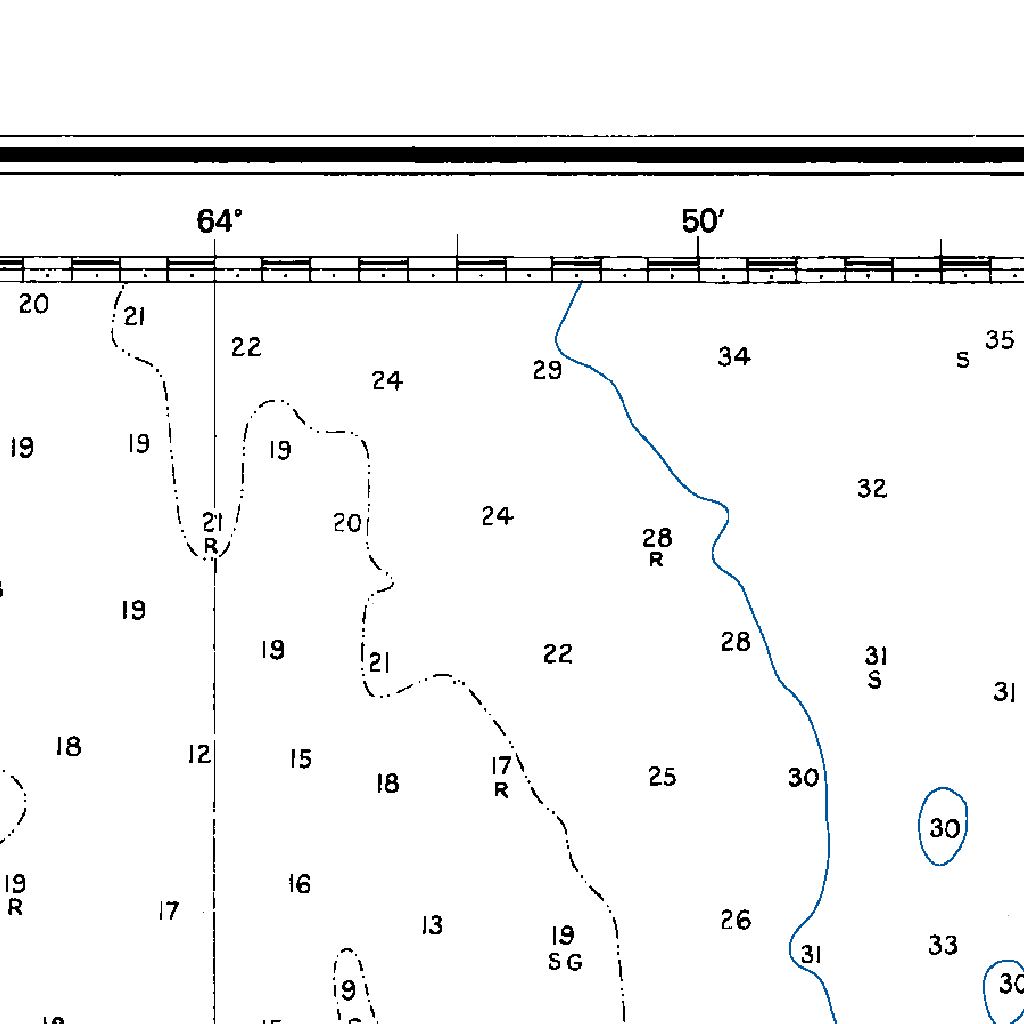 64° 50′
20 21
22 34 35
S
29 24
19 19 19
32
21 20 24 28
R R
19 28
19 21 22 31
S 31
18 12 15
17 18 25 30
R
30
19 16
R 17 13 26
19 33
SG 31
9 30